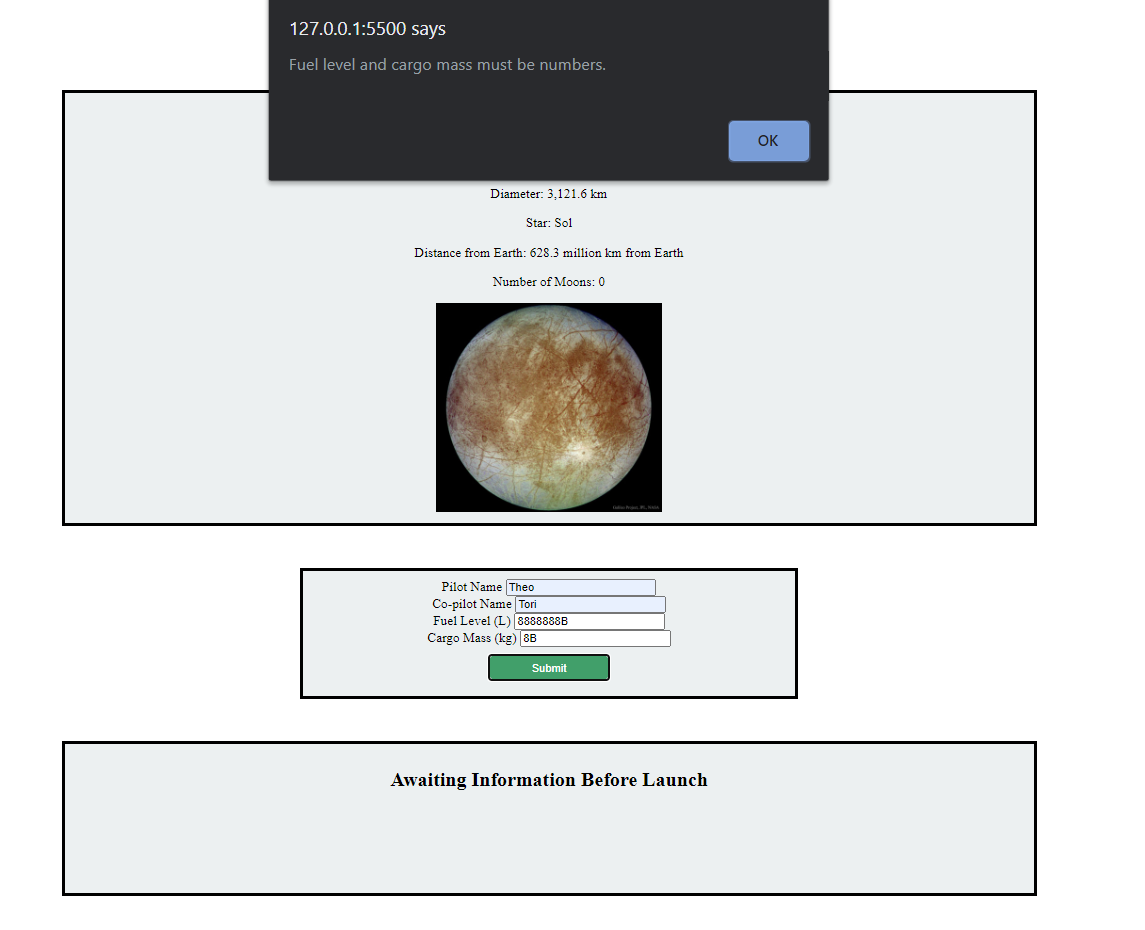 127.0.0.1:5500 says
Fuel level and cargo mass must be numbers.
OK
Diameter: 3,121.6 km
Star: Sol
Distance from Earth: 628.3 million km from Earth
Number of Moons: 0
Pilot Name Theo
Co-pilot Name Tori
Fuel Level (L) 8888888B
Cargo Mass (kg) 8B
Submit
Awaiting Information Before Launch